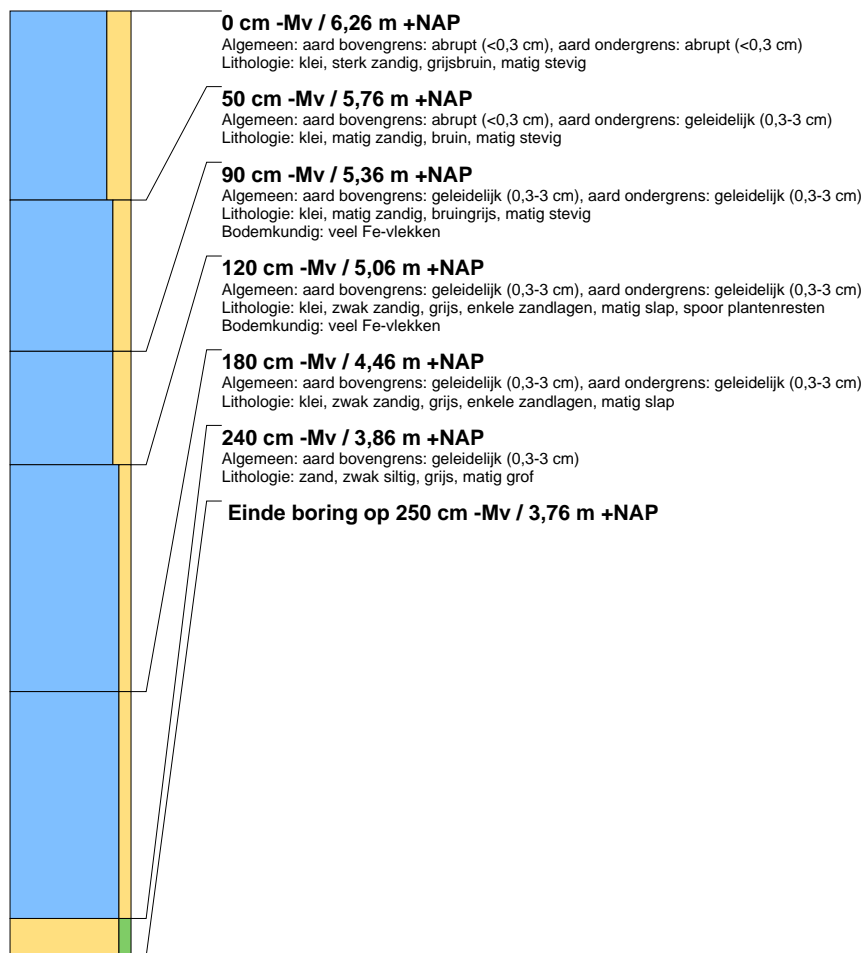 0 cm -Mv / 6,26 m +NAP
Algemeen: aard bovengrens: abrupt (<0,3 cm), aard ondergrens: abrupt (<0,3 cm)
Lithologie: klei, sterk zandig, grijsbruin, matig stevig
50 cm -Mv / 5,76 m +NAP
Algemeen: aard bovengrens: abrupt (<0,3 cm), aard ondergrens: geleidelijk (0,3-3 cm)
Lithologie: klei, matig zandig, bruin, matig stevig
90 cm -Mv / 5,36 m +NAP
Algemeen: aard bovengrens: geleidelijk (0,3-3 cm), aard ondergrens: geleidelijk (0,3-3 cm)
Lithologie: klei, matig zandig, bruingrijs, matig stevig
Bodemkundig: veel Fe-vlekken
120 cm -Mv / 5,06 m +NAP
Algemeen: aard bovengrens: geleidelijk (0,3-3 cm), aard ondergrens: geleidelijk (0,3-3 cm)
Lithologie: klei, zwak zandig, grijs, enkele zandlagen, matig slap, spoor plantenresten
Bodemkundig: veel Fe-vlekken
180 cm -Mv / 4,46 m +NAP
Algemeen: aard bovengrens: geleidelijk (0,3-3 cm), aard ondergrens: geleidelijk (0,3-3 cm)
Lithologie: klei, zwak zandig, grijs, enkele zandlagen, matig slap
240 cm -Mv / 3,86 m +NAP
Algemeen: aard bovengrens: geleidelijk (0,3-3 cm)
Lithologie: zand, zwak siltig, grijs, matig grof
Einde boring op 250 cm -Mv / 3,76 m +NAP